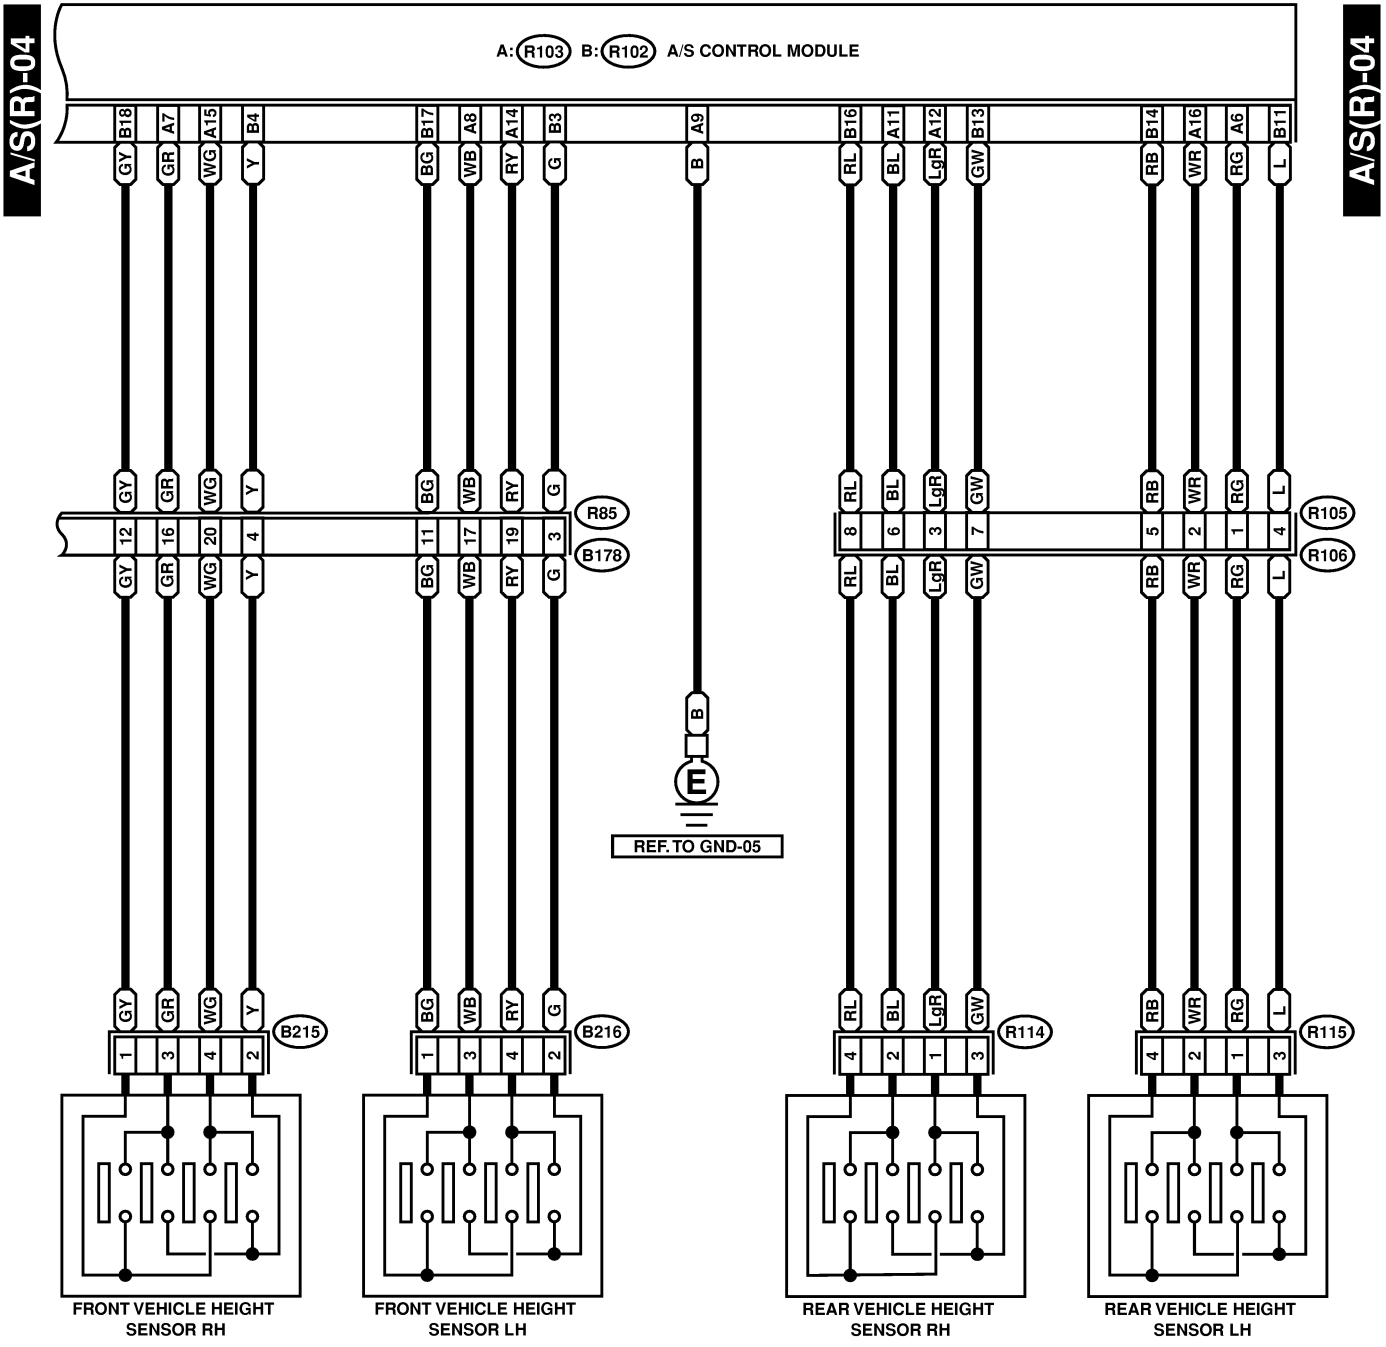 A/S(R)-04
A/S(R)-04
A: R103 B: R102 A/S CONTROL MODULE
B18 A7 A15 B4 B17 A8 A14 B3 A9 B16 A11 A12 B13 B14 A16 A6 B11
GY GR WG Y BG WB RY G B RL BL LgR GW RB WR RG L
GY GR WG Y BG WB RY G RL BL LgR GW RB WR RG L
R85 R105
12 16 20 4 11 17 19 3 8 6 3 7 5 2 1 4
B178 R106
GY GR WG Y BG WB RY G RL BL LgR GW RB WR RG L
B
E
REF. TO GND-05
GY GR WG Y BG WB RY G RL BL LgR GW RB WR RG L
B215 B216 R114 R115
1 3 4 2 1 3 4 2 4 2 1 3 4 2 1 3
FRONT VEHICLE HEIGHT
SENSOR RH
FRONT VEHICLE HEIGHT
SENSOR LH
REAR VEHICLE HEIGHT
SENSOR RH
REAR VEHICLE HEIGHT
SENSOR LH